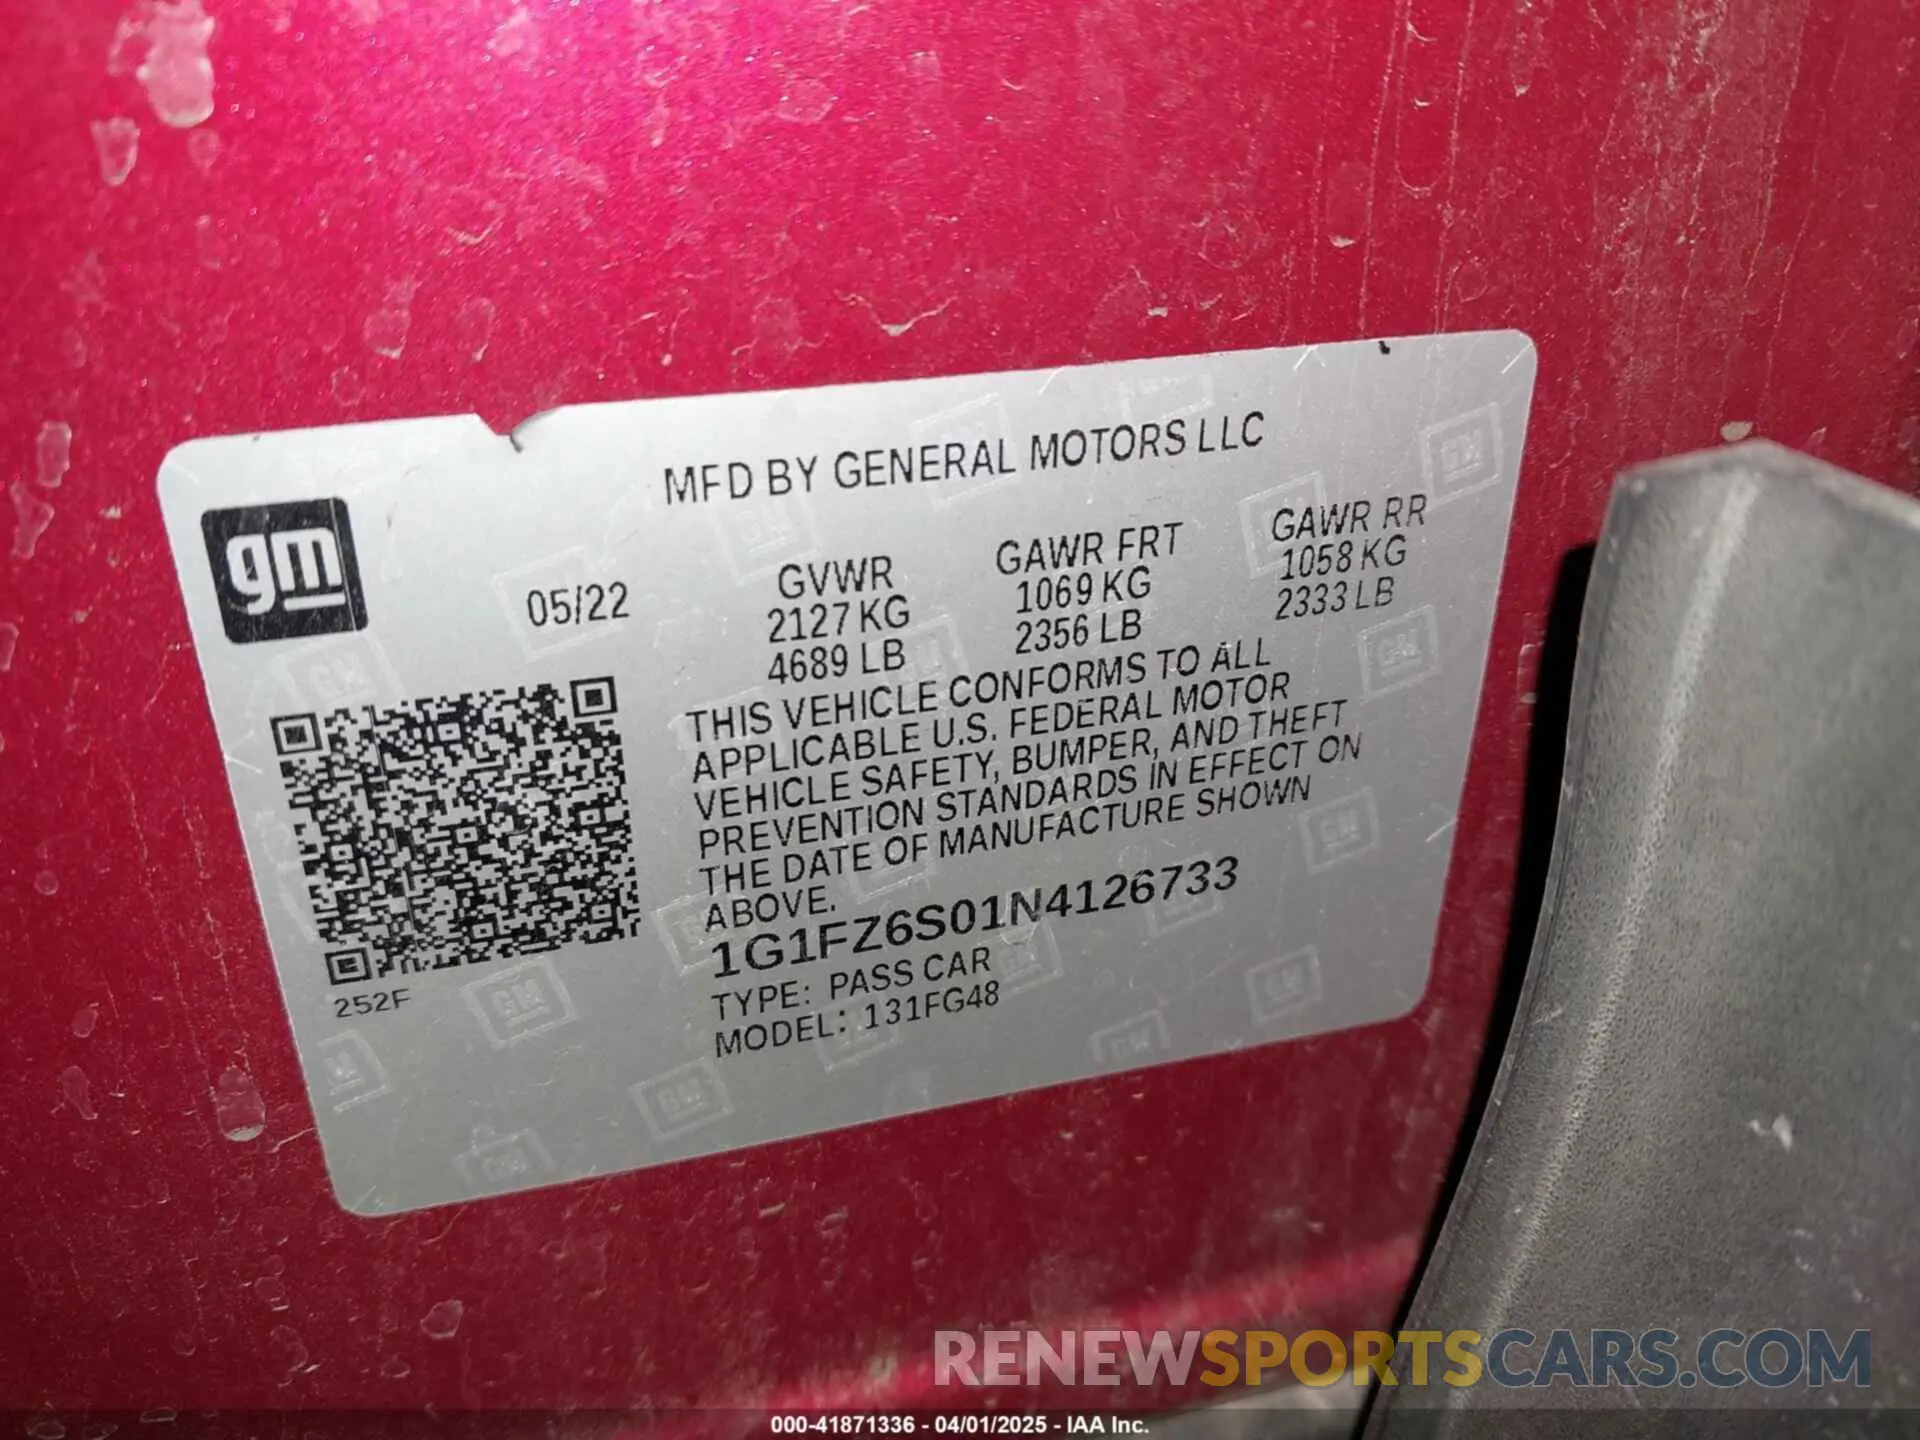 MFD BY GENERAL MOTORS LLC
gm
05/22
GVWR
2127 KG
4689 LB
GAWR FRT
1069 KG
2356 LB
GAWR RR
1058 KG
2333 LB
THIS VEHICLE CONFORMS TO ALL
APPLICABLE U.S. FEDERAL MOTOR
VEHICLE SAFETY, BUMPER, AND THEFT
PREVENTION STANDARDS IN EFFECT ON
THE DATE OF MANUFACTURE SHOWN
ABOVE.
1G1FZ6S01N4126733
TYPE: PASS CAR
MODEL: 131FG48
252F
RENEWSPORTSCARS.COM
000-41871336 - 04/01/2025 - IAA Inc.